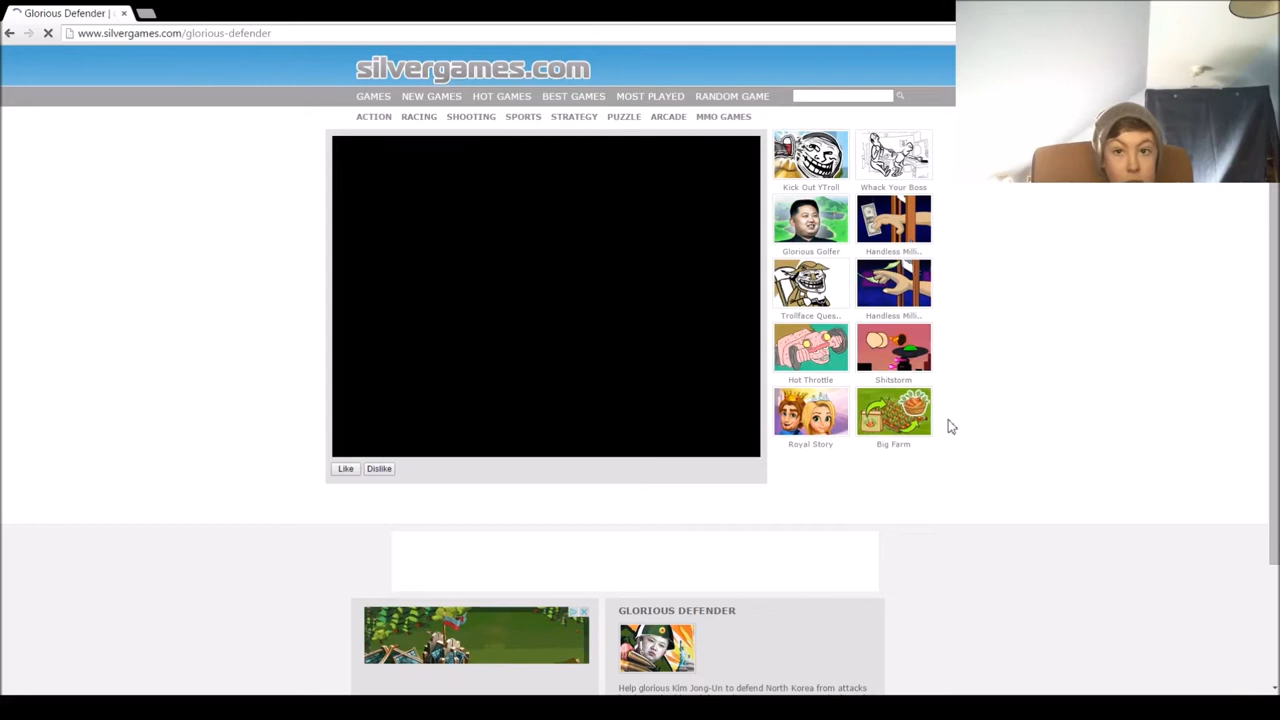 Glorious Defender |
www.silvergames.com/glorious-defender
silvergames.com
GAMES NEW GAMES HOT GAMES BEST GAMES MOST PLAYED RANDOM GAME
ACTION RACING SHOOTING SPORTS STRATEGY PUZZLE ARCADE MMO GAMES
Kick Out YTroll Whack Your Boss
Glorious Golfer Handless Milli..
Trollface Ques.. Handless Milli..
Hot Throttle Shitstorm
Royal Story Big Farm
Like Dislike
GLORIOUS DEFENDER
Help glorious Kim Jong-Un to defend North Korea from attacks